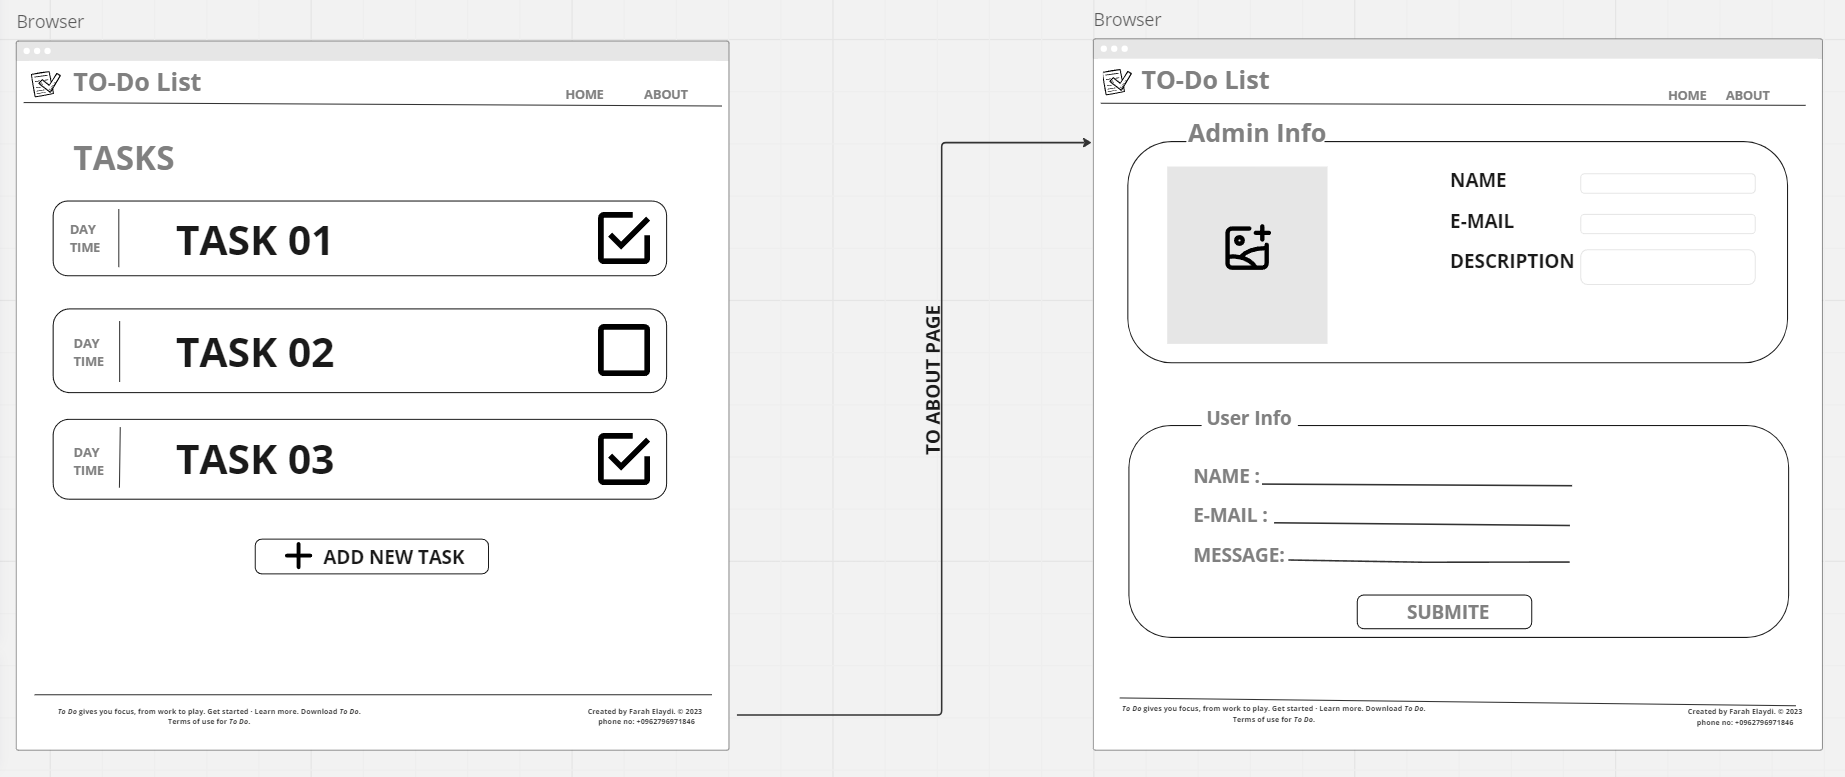 Browser
TO-Do List
HOME ABOUT
TASKS
DAY
TIME
TASK 01
DAY
TIME
TASK 02
DAY
TIME
TASK 03
ADD NEW TASK
To Do gives you focus, from work to play. Get started · Learn more. Download To Do.
Terms of use for To Do.
Created by Farah Elaydi. © 2023
phone no: +0962796971846
TO ABOUT PAGE
Browser
TO-Do List
HOME ABOUT
Admin Info
NAME
E-MAIL
DESCRIPTION
User Info
NAME :
E-MAIL :
MESSAGE:
SUBMITE
To Do gives you focus, from work to play. Get started · Learn more. Download To Do.
Terms of use for To Do.
Created by Farah Elaydi. © 2023
phone no: +0962796971846